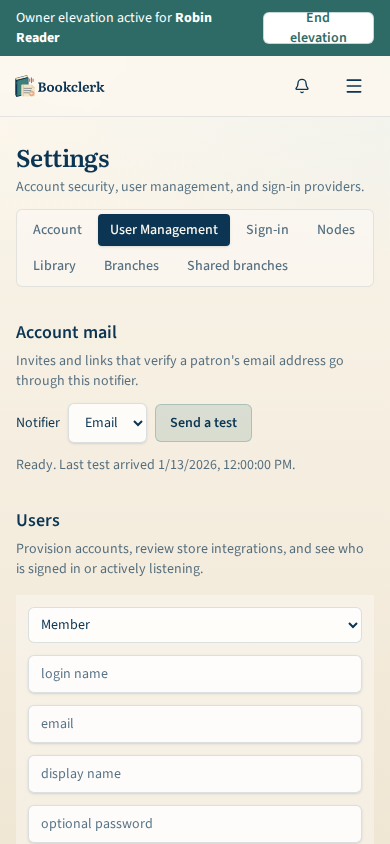 Owner elevation active for Robin
Reader
End
elevation
Bookclerk
Settings
Account security, user management, and sign-in providers.
Account
User Management
Sign-in
Nodes
Library
Branches
Shared branches
Account mail
Invites and links that verify a patron's email address go
through this notifier.
Notifier
Email
Send a test
Ready. Last test arrived 1/13/2026, 12:00:00 PM.
Users
Provision accounts, review store integrations, and see who
is signed in or actively listening.
Member
login name
email
display name
optional password